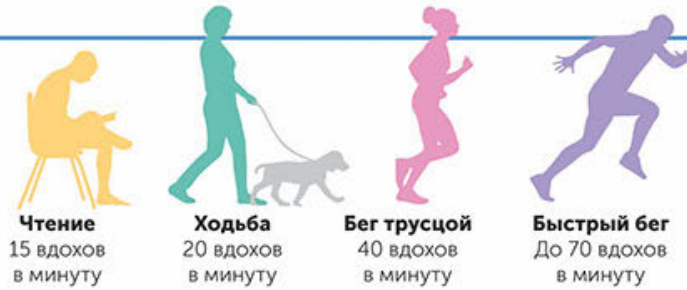 Чтение
15 вдохов
в минуту
Ходьба
20 вдохов
в минуту
Бег трусцой
40 вдохов
в минуту
Быстрый бег
До 70 вдохов
в минуту